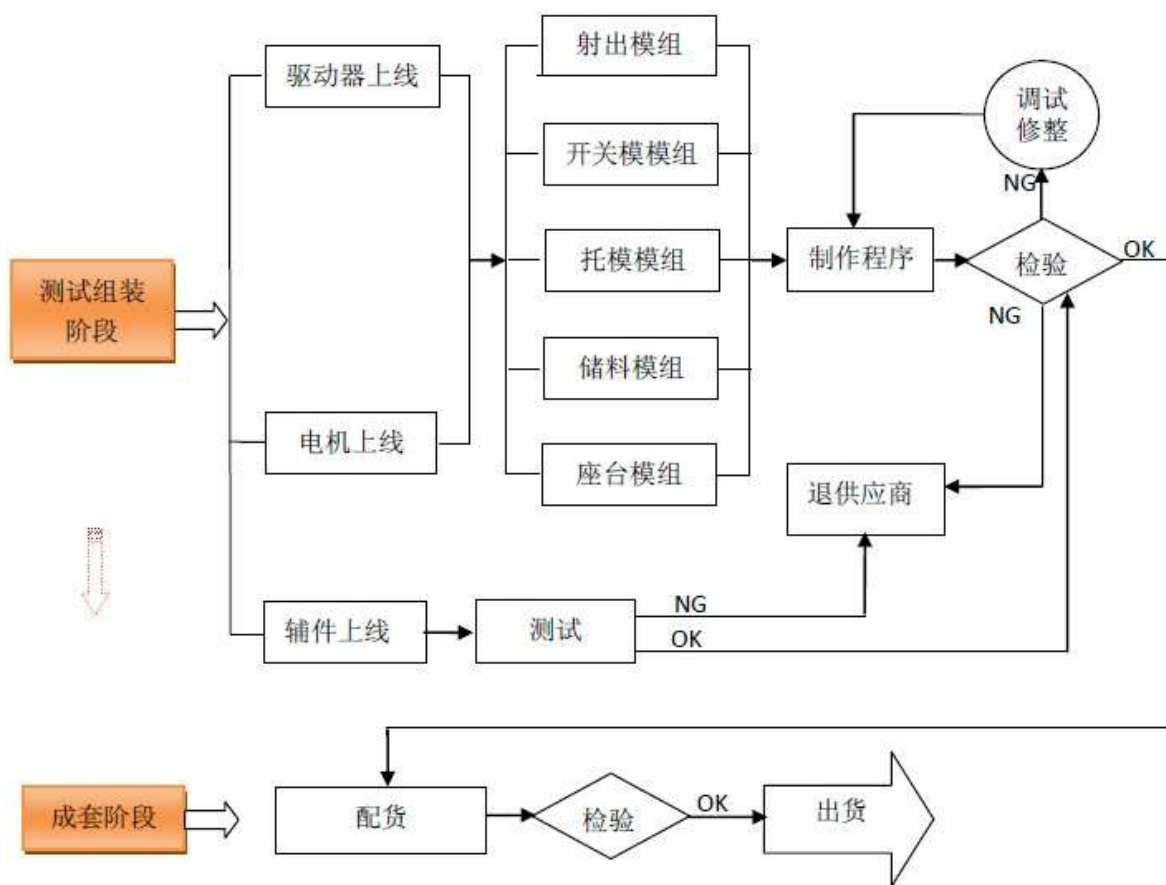 射出模组
驱动器上线
调试
修整
开关模模组
NG
托模模组
制作程序
检验
OK
测试组装
阶段
NG
储料模组
电机上线
座台模组
退供应商
辅件上线
测试
NG
OK
成套阶段
配货
检验
OK
出货